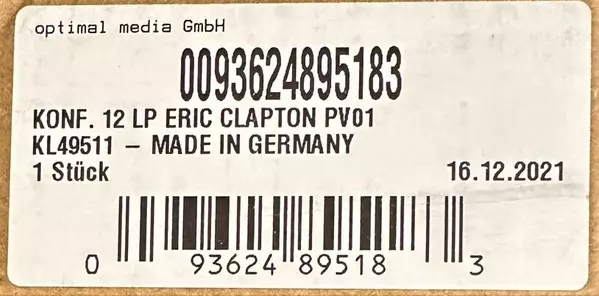 optimal media GmbH
0093624895183
KONF. 12 LP ERIC CLAPTON PV01
KL49511 – MADE IN GERMANY
1 Stück 16.12.2021
0 93624 89518 3